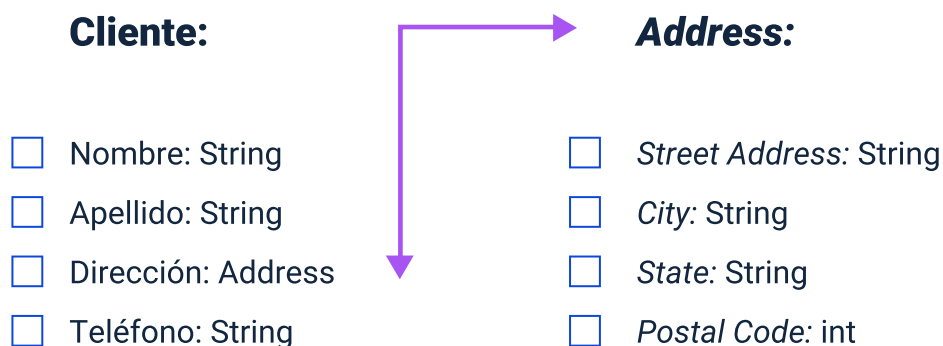 Cliente:
Nombre: String
Apellido: String
Dirección: Address
Teléfono: String
Address:
Street Address: String
City: String
State: String
Postal Code: int